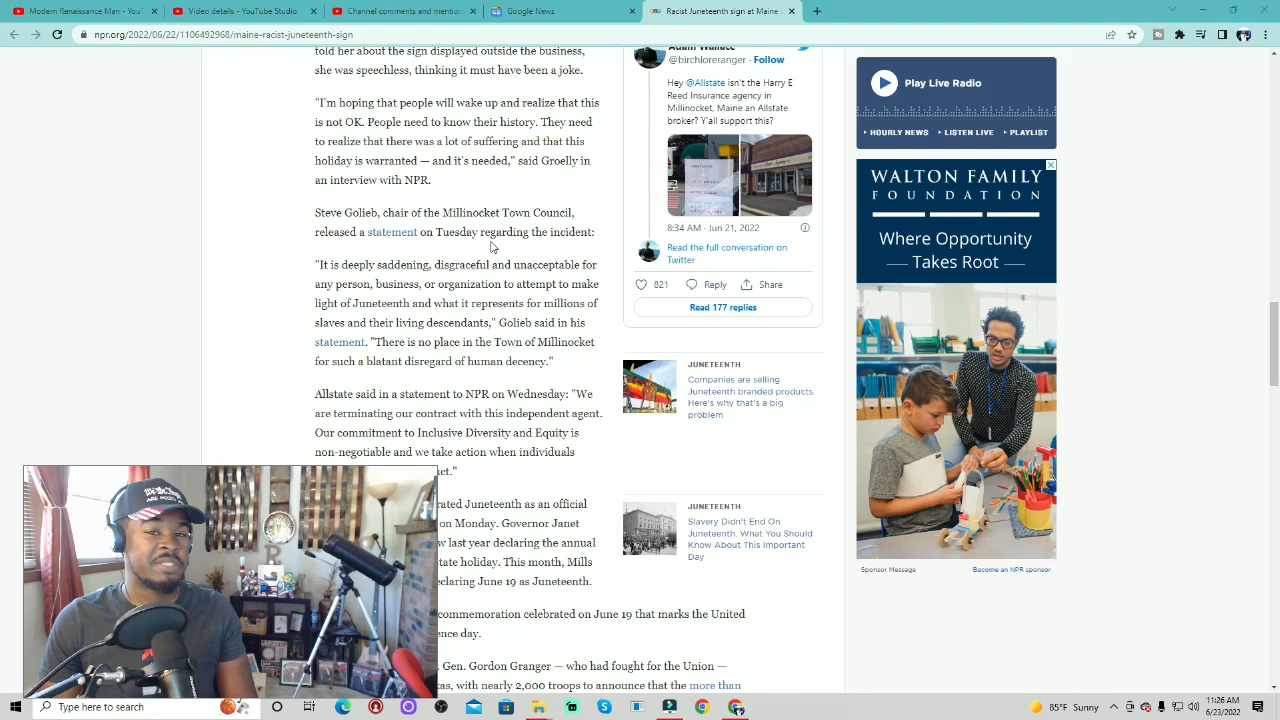 Modern Renaissance Man - You
Video details - YouTube Studio
Channel comments and mention
Google News
npr.org/2022/06/22/1106492968/maine-racist-juneteenth-sign
told her about the sign displayed outside the business,
she was speechless, thinking it must have been a joke.
"I'm hoping that people will wake up and realize that this
is not OK. People need to know their history. They need
to realize that there was a lot of suffering and that this
holiday is warranted — and it's needed," said Groelly in
an interview with NPR.
Steve Golieb, chair of the Millinocket Town Council,
released a statement on Tuesday regarding the incident:
"It is deeply saddening, disgraceful and unacceptable for
any person, business, or organization to attempt to make
light of Juneteenth and what it represents for millions of
slaves and their living descendants," Golieb said in his
statement. "There is no place in the Town of Millinocket
for such a blatant disregard of human decency."
Allstate said in a statement to NPR on Wednesday: "We
are terminating our contract with this independent agent.
Our commitment to Inclusive Diversity and Equity is
non-negotiable and we take action when individuals
ct."
rated Juneteenth as an official
on Monday. Governor Janet
w last year declaring the annual
tate holiday. This month, Mills
eclaring June 19 as Juneteenth.
commemoration celebrated on June 19 that marks the United
ence day.
. Gen. Gordon Granger — who had fought for the Union —
as, with nearly 2,000 troops to announce that the more than
Adam Wallace
@birchloreranger · Follow
Hey @Allstate isn't the Harry E
Reed Insurance agency in
Millinocket, Maine an Allstate
broker? Y'all support this?
8:34 AM · Jun 21, 2022
Read the full conversation on
Twitter
821 Reply Share
Read 177 replies
JUNETEENTH
Companies are selling
Juneteenth branded products.
Here's why that's a big
problem
JUNETEENTH
Slavery Didn't End On
Juneteenth. What You Should
Know About This Important
Day
Play Live Radio
HOURLY NEWS LISTEN LIVE PLAYLIST
WALTON FAMILY
FOUNDATION
Where Opportunity
Takes Root
Sponsor Message Become an NPR sponsor
Type here to search
85°F Sunny
11:26 AM
6/23/2022